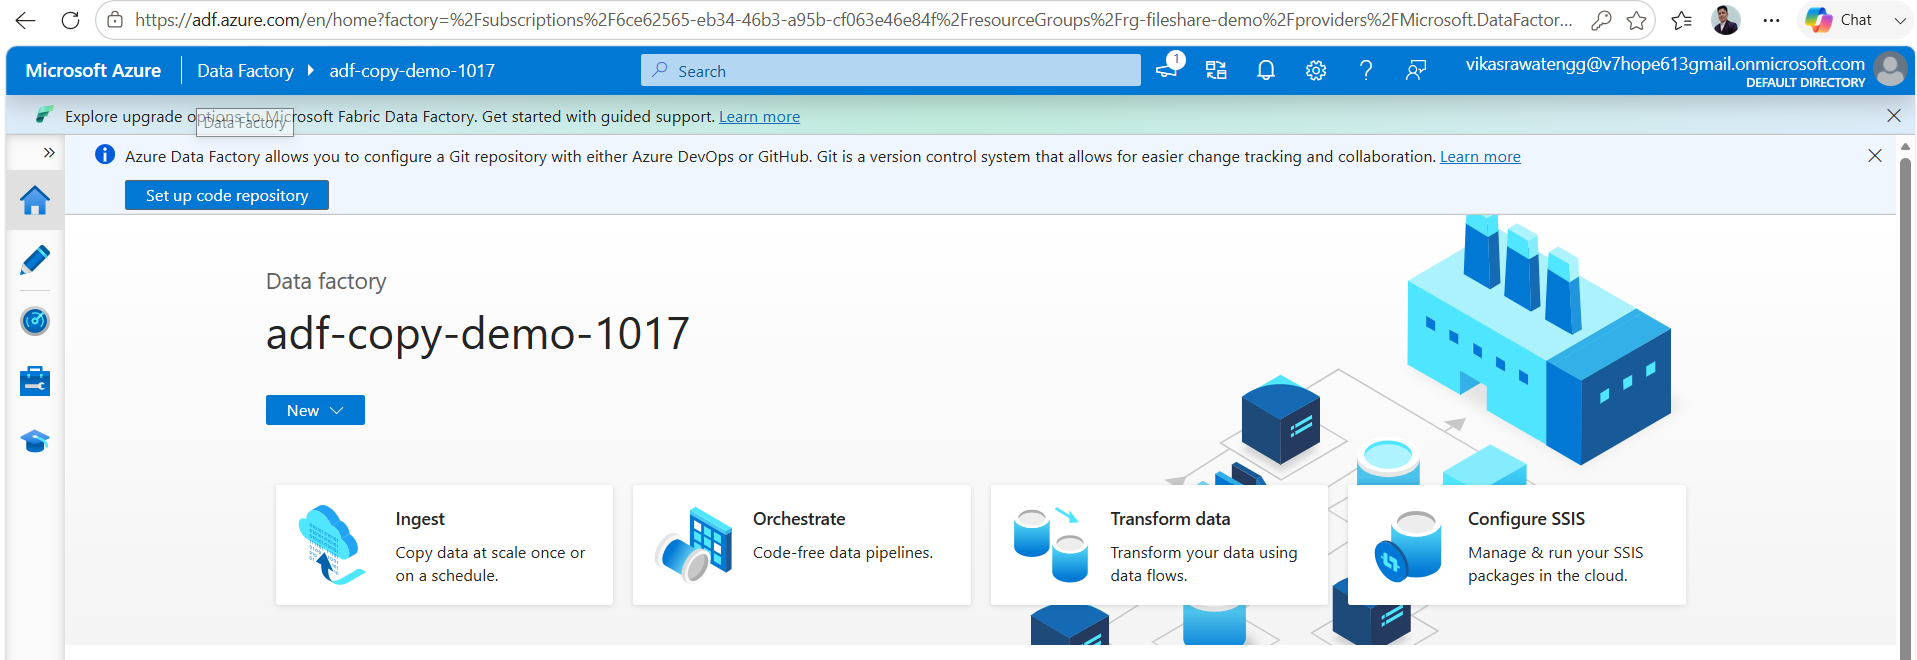 https://adf.azure.com/en/home?factory=%2Fsubscriptions%2F6ce62565-eb34-46b3-a95b-cf063e46e84f%2FresourceGroups%2Frg-fileshare-demo%2Fproviders%2FMicrosoft.DataFactor...
Chat
Microsoft Azure
Data Factory
adf-copy-demo-1017
Search
1
vikasrawatengg@v7hope613gmail.onmicrosoft.com
DEFAULT DIRECTORY
Explore upgrade options to Microsoft Fabric Data Factory. Get started with guided support. Learn more
Data Factory
Azure Data Factory allows you to configure a Git repository with either Azure DevOps or GitHub. Git is a version control system that allows for easier change tracking and collaboration. Learn more
Set up code repository
Data factory
adf-copy-demo-1017
New
Ingest
Copy data at scale once or
on a schedule.
Orchestrate
Code-free data pipelines.
Transform data
Transform your data using
data flows.
Configure SSIS
Manage & run your SSIS
packages in the cloud.